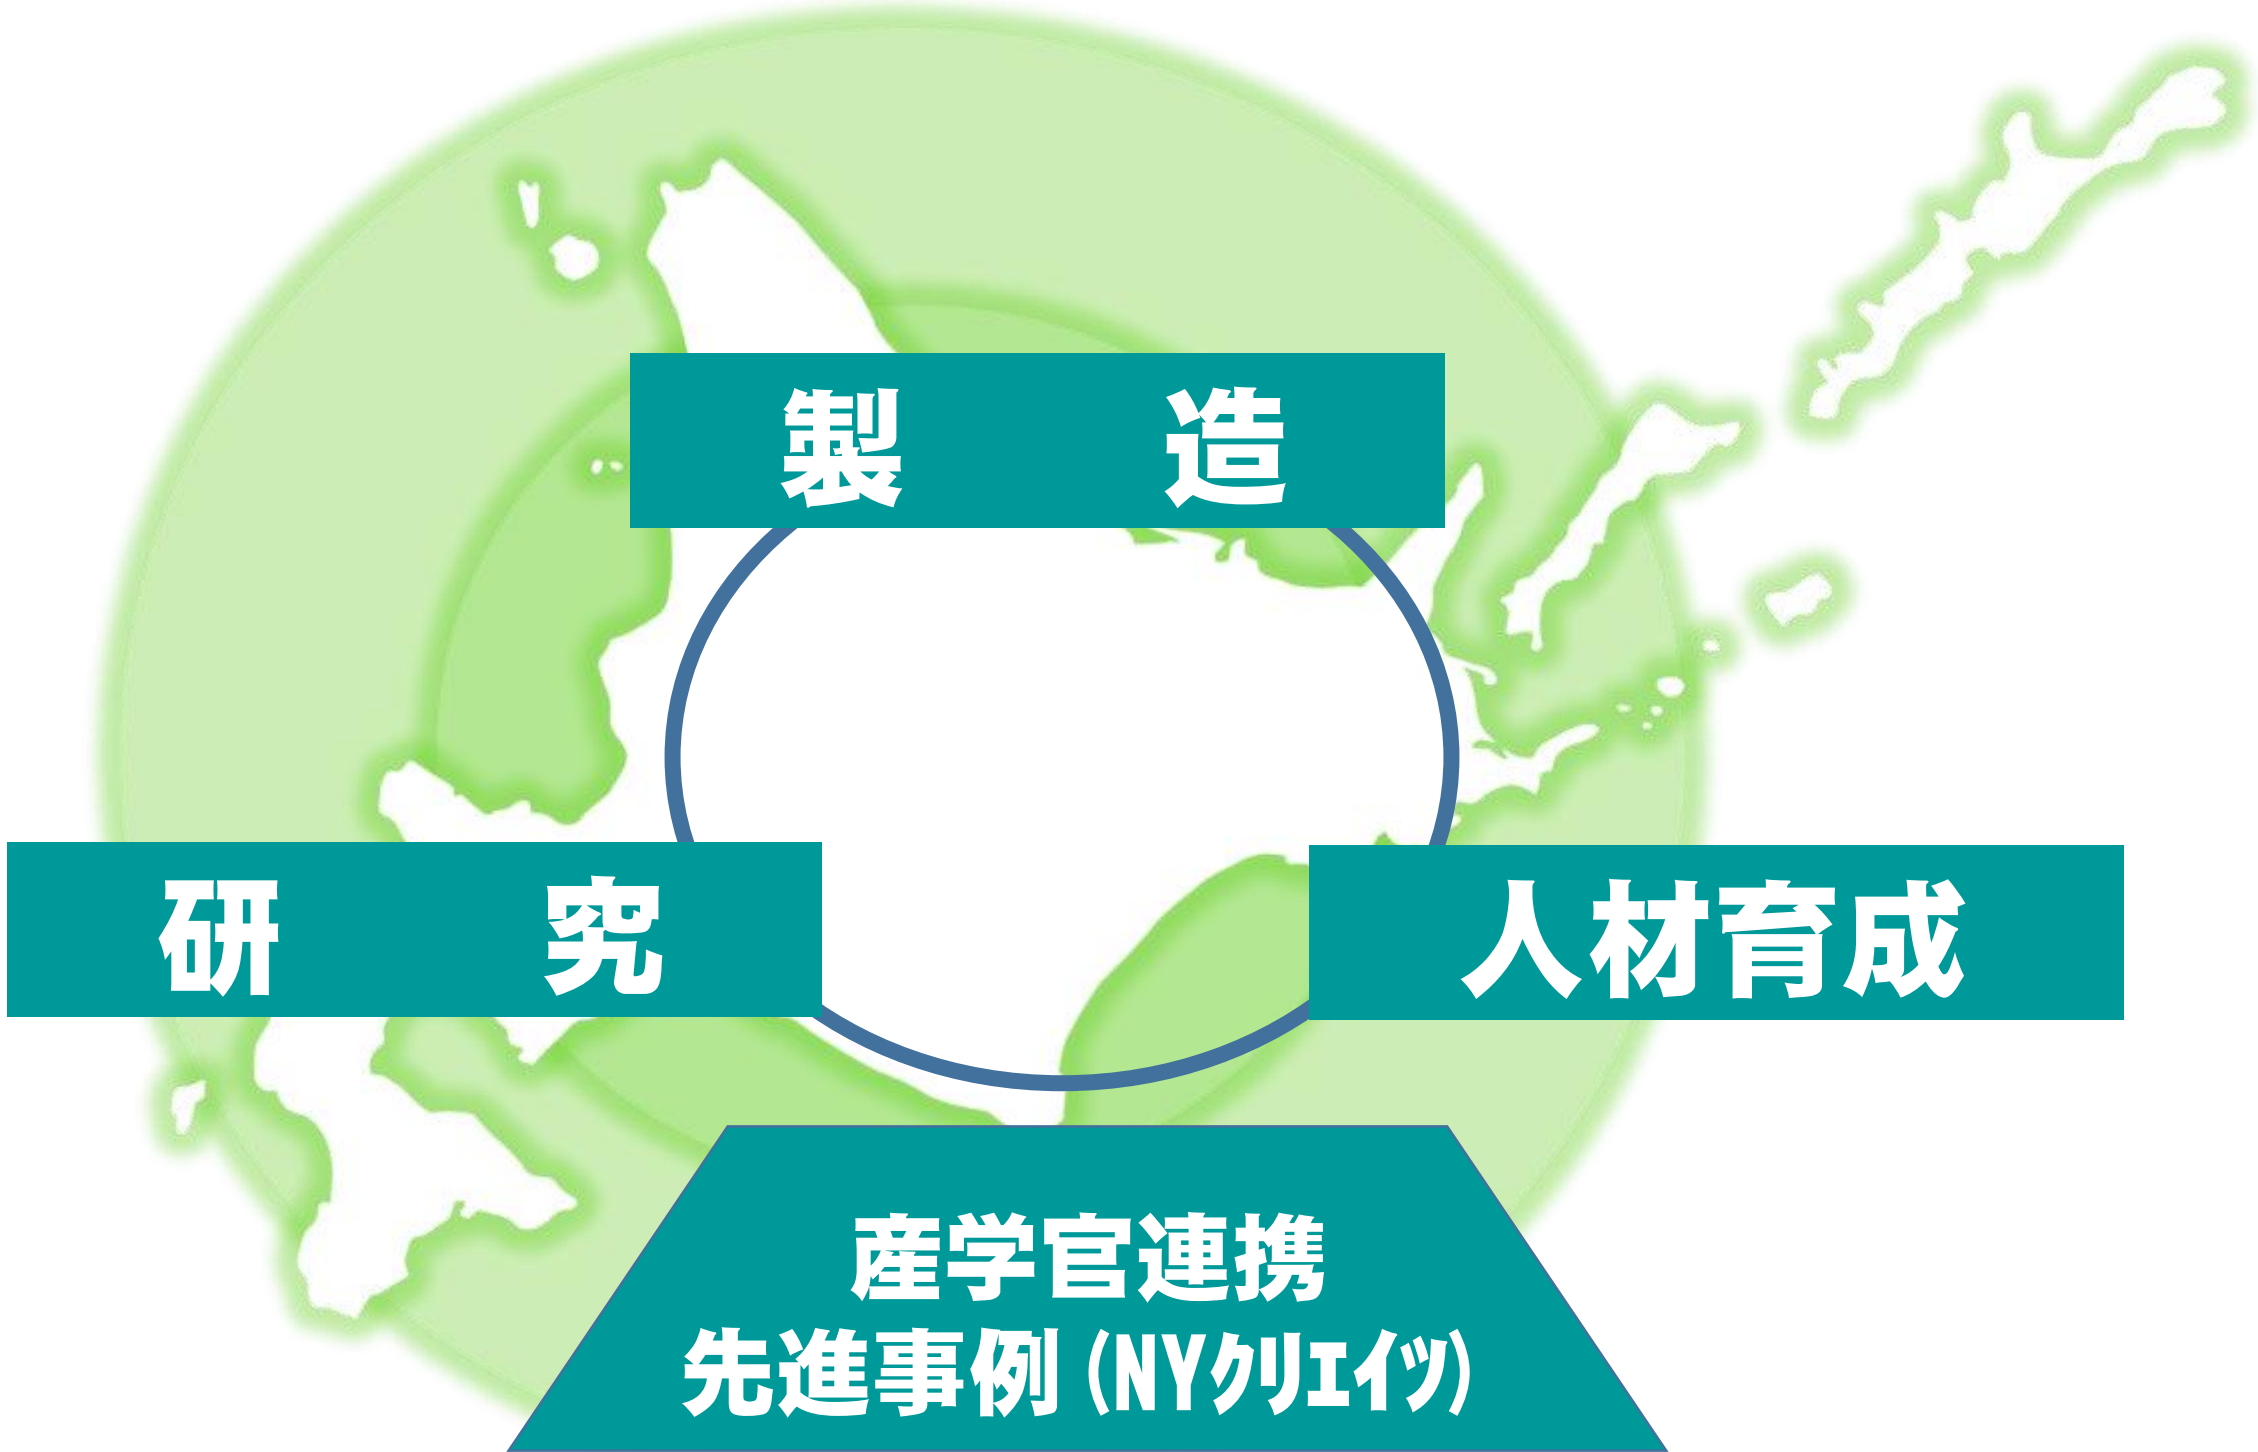 製　　造
研　　究
人材育成
産学官連携
先進事例(NYｸﾘｴｲﾂ)